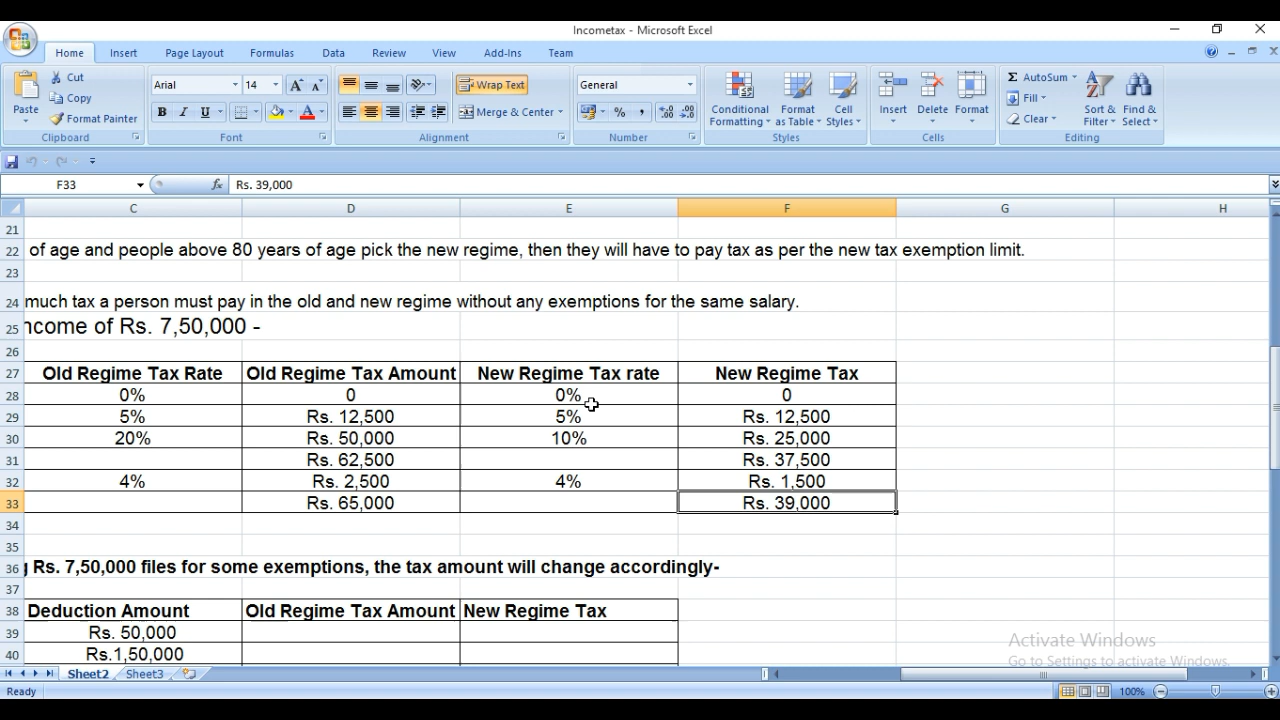 Incometax - Microsoft Excel
Home Insert Page Layout Formulas Data Review View Add-Ins Team
Paste Cut Copy Format Painter Clipboard
Arial 14 B I U Font
Wrap Text Merge & Center Alignment
General % , Number
Conditional Formatting Format as Table Cell Styles Styles
Insert Delete Format Cells
Σ AutoSum Fill Clear Sort & Filter Find & Select Editing
F33 fx Rs. 39,000
C D E F G H
21
22 of age and people above 80 years of age pick the new regime, then they will have to pay tax as per the new tax exemption limit.
23
24 much tax a person must pay in the old and new regime without any exemptions for the same salary.
25 ncome of Rs. 7,50,000 -
26
27 Old Regime Tax Rate Old Regime Tax Amount New Regime Tax rate New Regime Tax
28 0% 0 0% 0
29 5% Rs. 12,500 5% Rs. 12,500
30 20% Rs. 50,000 10% Rs. 25,000
31 Rs. 62,500 Rs. 37,500
32 4% Rs. 2,500 4% Rs. 1,500
33 Rs. 65,000 Rs. 39,000
34
35
36 Rs. 7,50,000 files for some exemptions, the tax amount will change accordingly-
37
38 Deduction Amount Old Regime Tax Amount New Regime Tax
39 Rs. 50,000
40 Rs.1,50,000
Activate Windows
Go to Settings to activate Windows.
Sheet2 Sheet3
Ready 100%